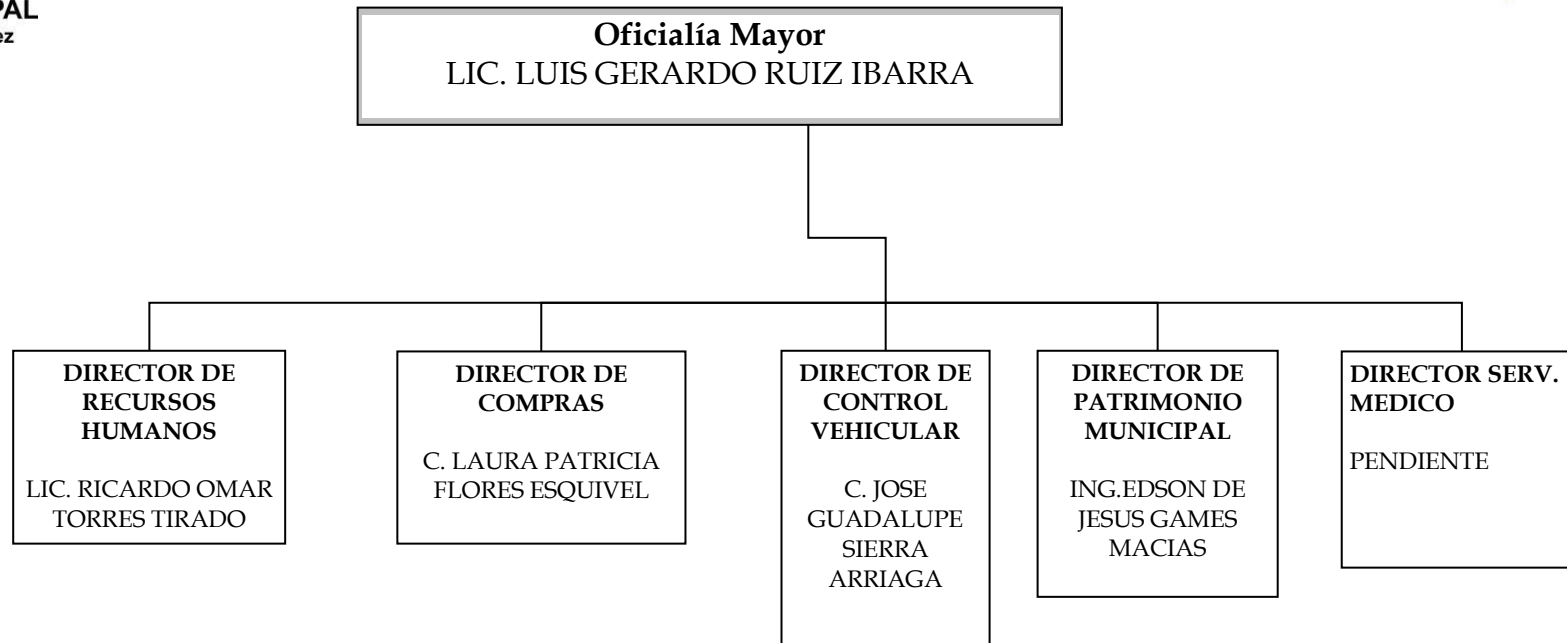 Oficialía Mayor
LIC. LUIS GERARDO RUIZ IBARRA
DIRECTOR DE
RECURSOS
HUMANOS
LIC. RICARDO OMAR
TORRES TIRADO
DIRECTOR DE
COMPRAS
C. LAURA PATRICIA
FLORES ESQUIVEL
DIRECTOR DE
CONTROL
VEHICULAR
C. JOSE
GUADALUPE
SIERRA
ARRIAGA
DIRECTOR DE
PATRIMONIO
MUNICIPAL
ING.EDSON DE
JESUS GAMES
MACIAS
DIRECTOR SERV.
MEDICO
PENDIENTE